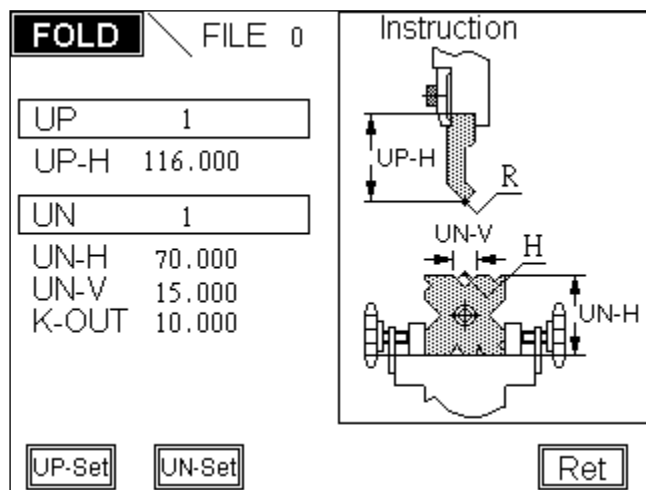 FOLD FILE 0
UP 1
UP-H 116.000
UN 1
UN-H 70.000
UN-V 15.000
K-OUT 10.000
UP-Set UN-Set
Instruction
UP-H
R
UN-V
H
UN-H
Ret